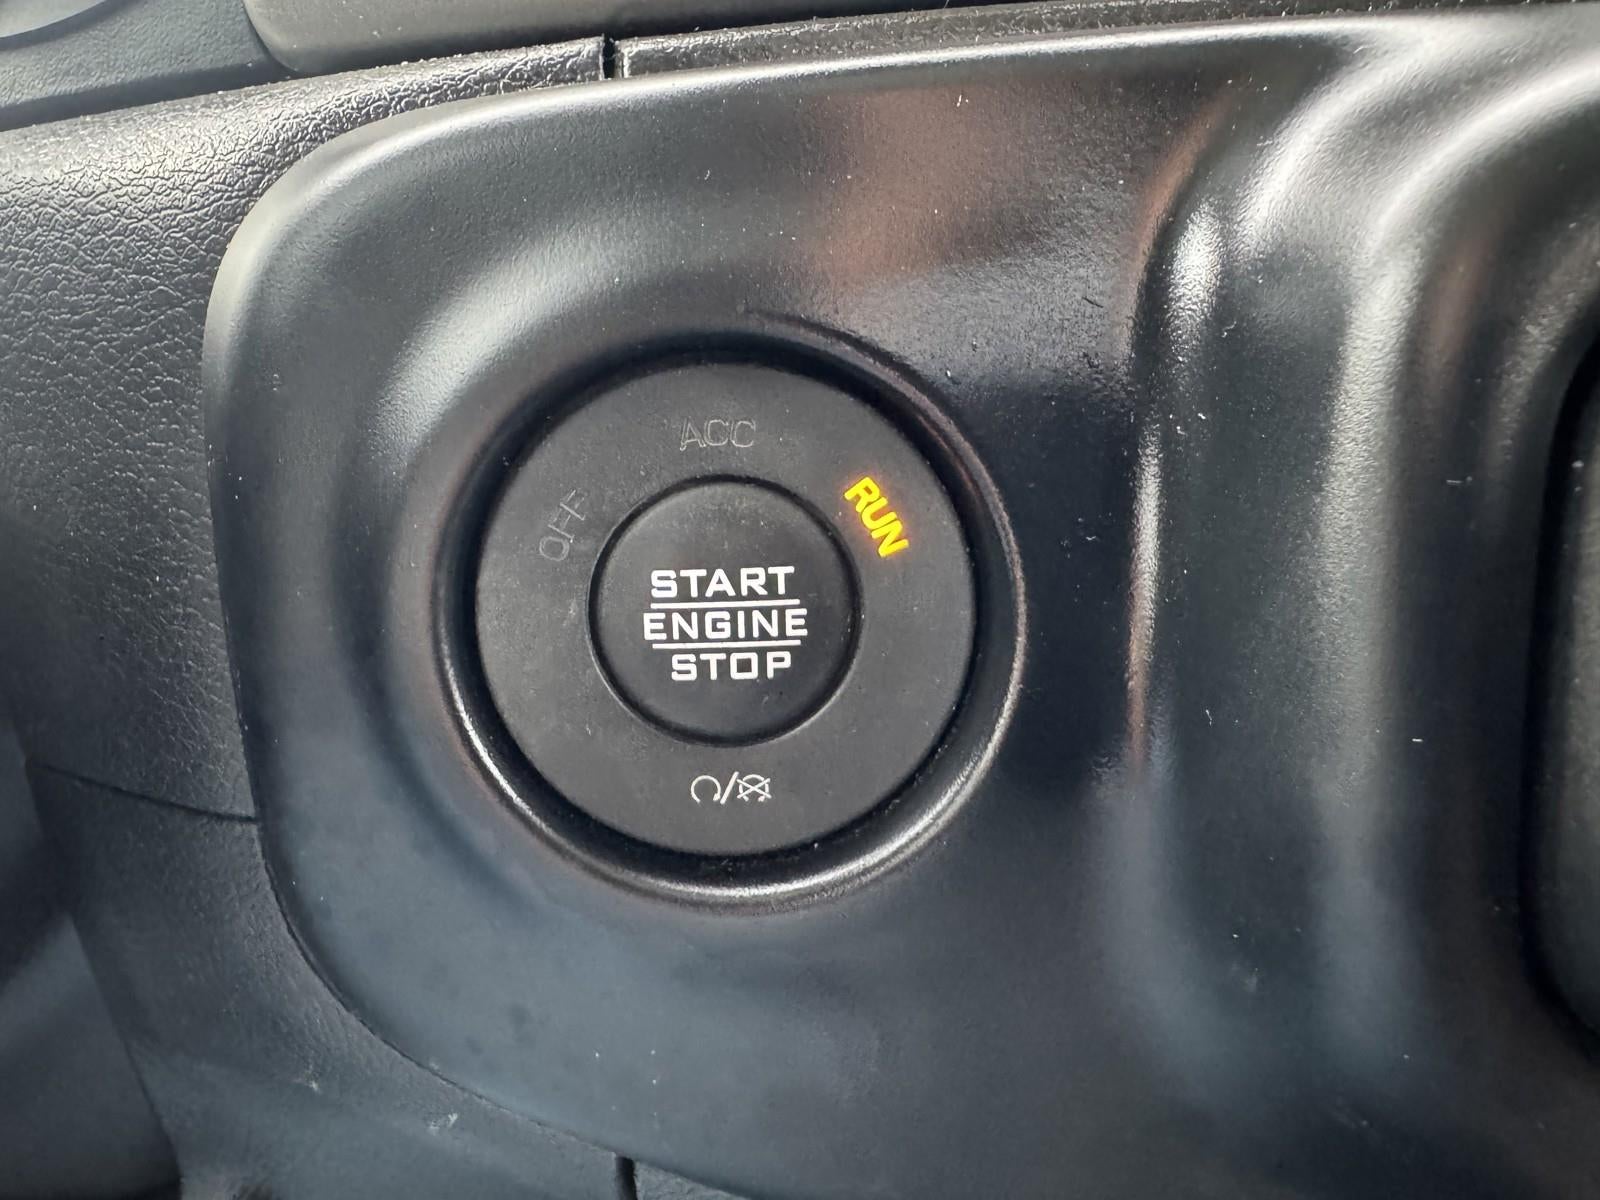 ACC
OFF
RUN
START
ENGINE
STOP